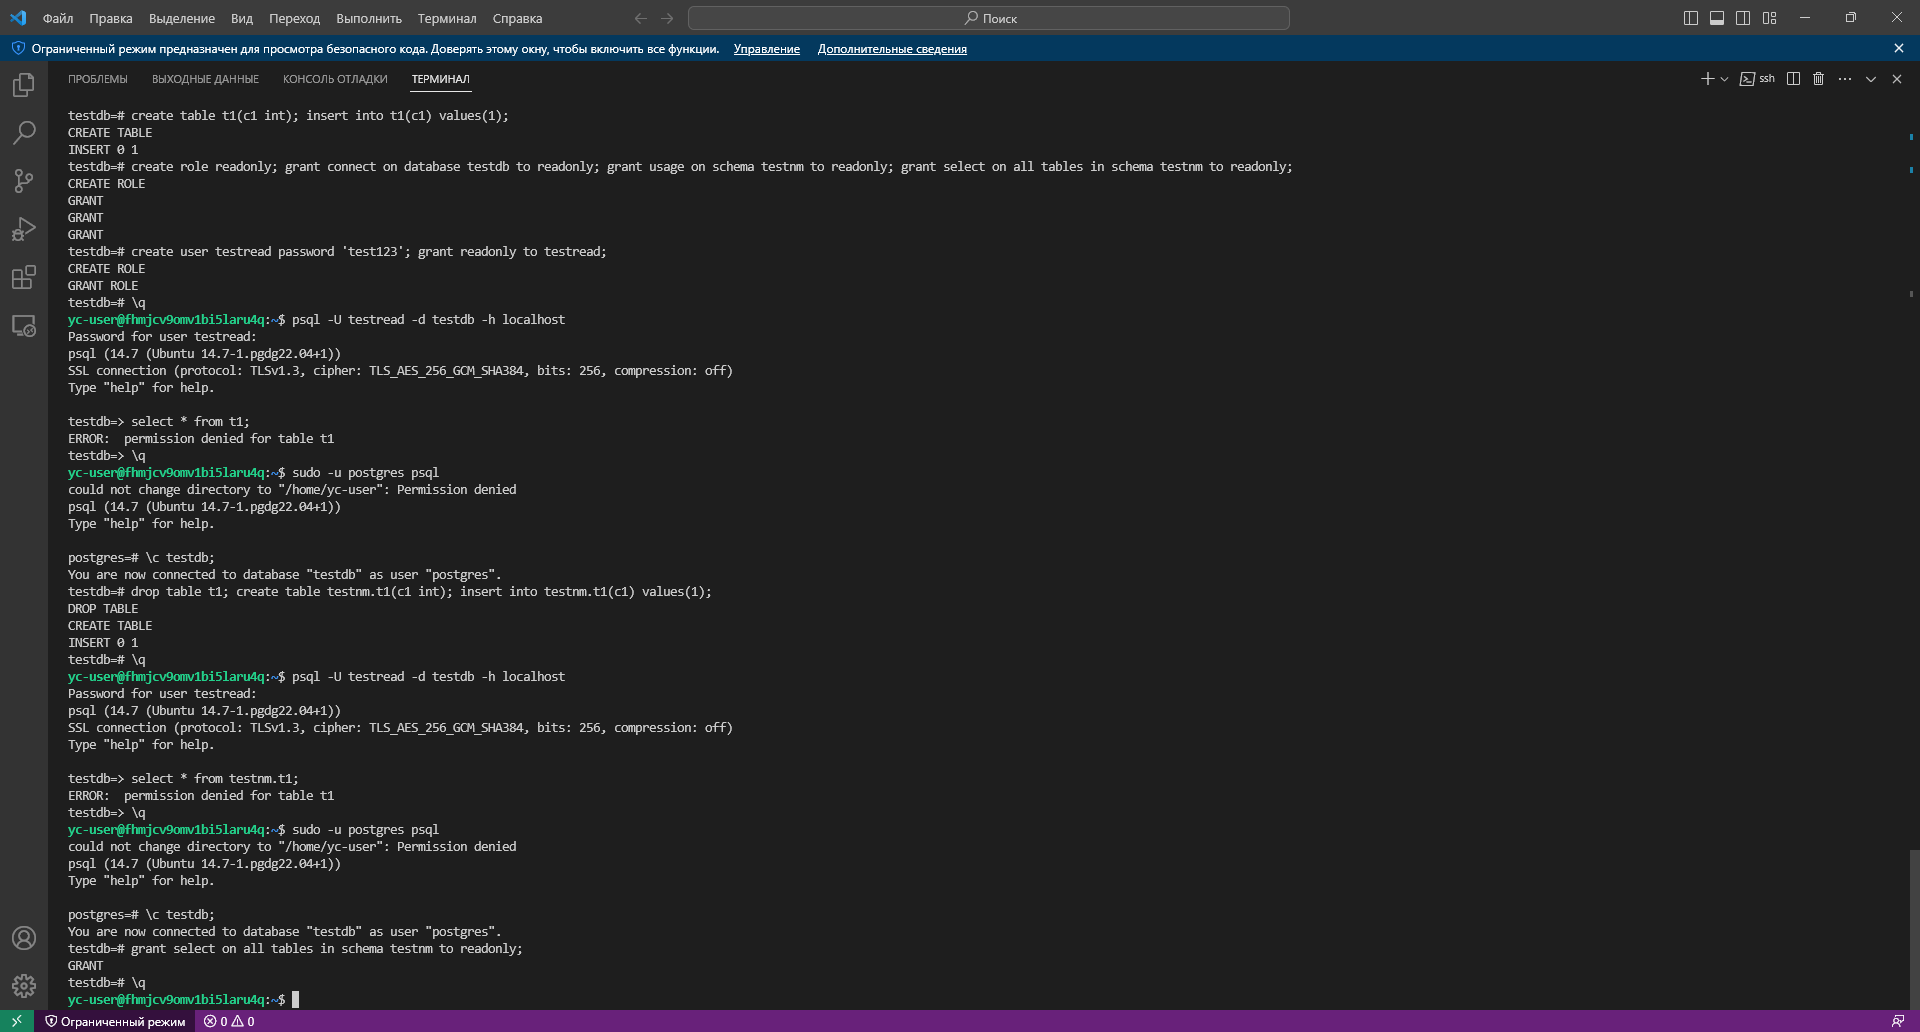 Файл Правка Выделение Вид Переход Выполнить Терминал Справка
Поиск
Ограниченный режим предназначен для просмотра безопасного кода. Доверять этому окну, чтобы включить все функции. Управление Дополнительные сведения
ПРОБЛЕМЫ ВЫХОДНЫЕ ДАННЫЕ КОНСОЛЬ ОТЛАДКИ ТЕРМИНАЛ
ssh
testdb=# create table t1(c1 int); insert into t1(c1) values(1);
CREATE TABLE
INSERT 0 1
testdb=# create role readonly; grant connect on database testdb to readonly; grant usage on schema testnm to readonly; grant select on all tables in schema testnm to readonly;
CREATE ROLE
GRANT
GRANT
GRANT
testdb=# create user testread password 'test123'; grant readonly to testread;
CREATE ROLE
GRANT ROLE
testdb=# \q
yc-user@fhmjcv9omv1bi5laru4q:~$ psql -U testread -d testdb -h localhost
Password for user testread:
psql (14.7 (Ubuntu 14.7-1.pgdg22.04+1))
SSL connection (protocol: TLSv1.3, cipher: TLS_AES_256_GCM_SHA384, bits: 256, compression: off)
Type "help" for help.
testdb=> select * from t1;
ERROR:  permission denied for table t1
testdb=> \q
yc-user@fhmjcv9omv1bi5laru4q:~$ sudo -u postgres psql
could not change directory to "/home/yc-user": Permission denied
psql (14.7 (Ubuntu 14.7-1.pgdg22.04+1))
Type "help" for help.
postgres=# \c testdb;
You are now connected to database "testdb" as user "postgres".
testdb=# drop table t1; create table testnm.t1(c1 int); insert into testnm.t1(c1) values(1);
DROP TABLE
CREATE TABLE
INSERT 0 1
testdb=# \q
yc-user@fhmjcv9omv1bi5laru4q:~$ psql -U testread -d testdb -h localhost
Password for user testread:
psql (14.7 (Ubuntu 14.7-1.pgdg22.04+1))
SSL connection (protocol: TLSv1.3, cipher: TLS_AES_256_GCM_SHA384, bits: 256, compression: off)
Type "help" for help.
testdb=> select * from testnm.t1;
ERROR:  permission denied for table t1
testdb=> \q
yc-user@fhmjcv9omv1bi5laru4q:~$ sudo -u postgres psql
could not change directory to "/home/yc-user": Permission denied
psql (14.7 (Ubuntu 14.7-1.pgdg22.04+1))
Type "help" for help.
postgres=# \c testdb;
You are now connected to database "testdb" as user "postgres".
testdb=# grant select on all tables in schema testnm to readonly;
GRANT
testdb=# \q
yc-user@fhmjcv9omv1bi5laru4q:~$
Ограниченный режим 0 0